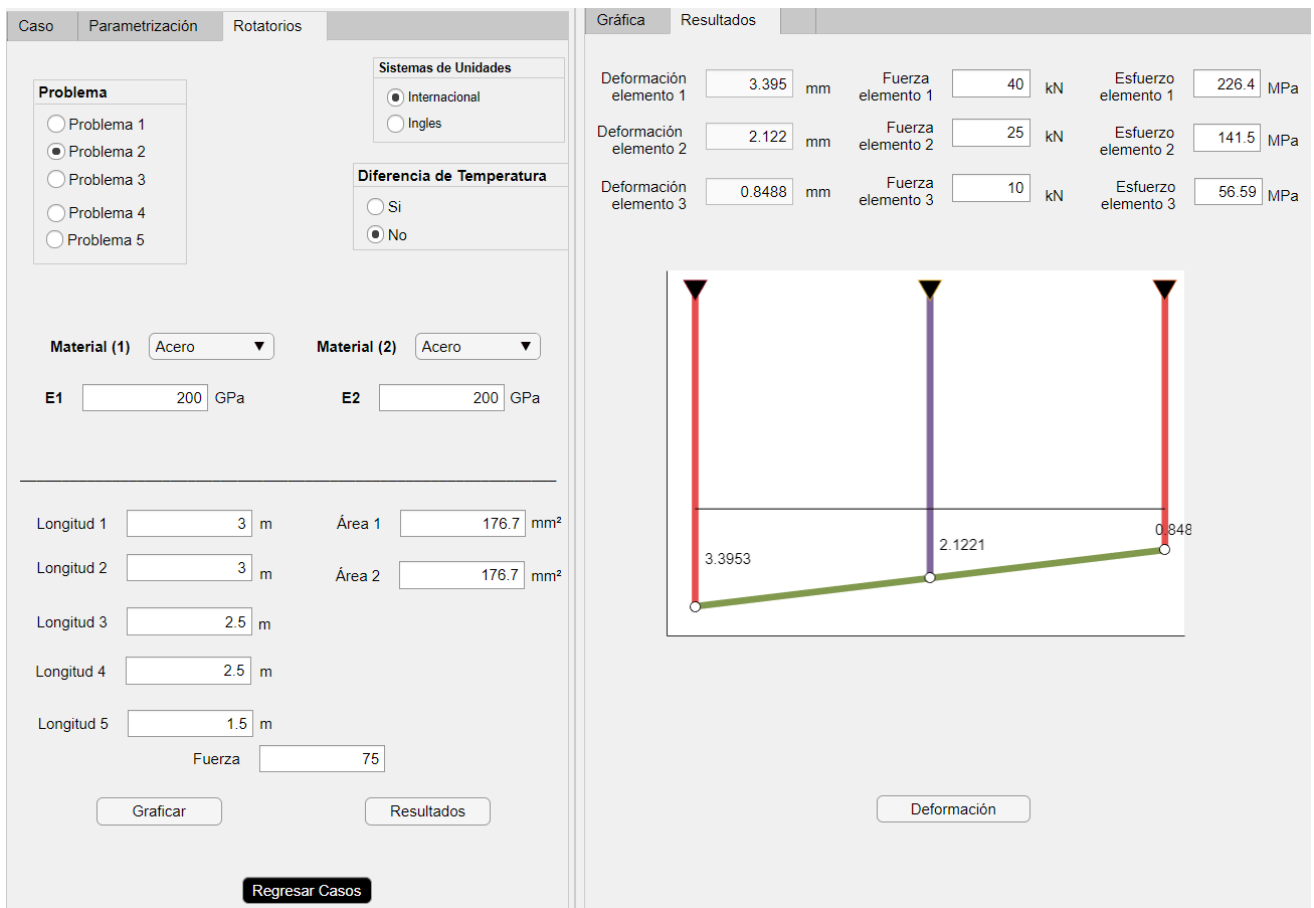 Caso Parametrización Rotatorios
Problema
Problema 1
Problema 2
Problema 3
Problema 4
Problema 5
Sistemas de Unidades
Internacional
Ingles
Diferencia de Temperatura
Si
No
Material (1) Acero Material (2) Acero
E1 200 GPa E2 200 GPa
Longitud 1 3 m Área 1 176.7 mm²
Longitud 2 3 m Área 2 176.7 mm²
Longitud 3 2.5 m
Longitud 4 2.5 m
Longitud 5 1.5 m
Fuerza 75
Graficar Resultados
Regresar Casos
Gráfica Resultados
Deformación elemento 1 3.395 mm Fuerza elemento 1 40 kN Esfuerzo elemento 1 226.4 MPa
Deformación elemento 2 2.122 mm Fuerza elemento 2 25 kN Esfuerzo elemento 2 141.5 MPa
Deformación elemento 3 0.8488 mm Fuerza elemento 3 10 kN Esfuerzo elemento 3 56.59 MPa
0.848
2.1221
3.3953
Deformación